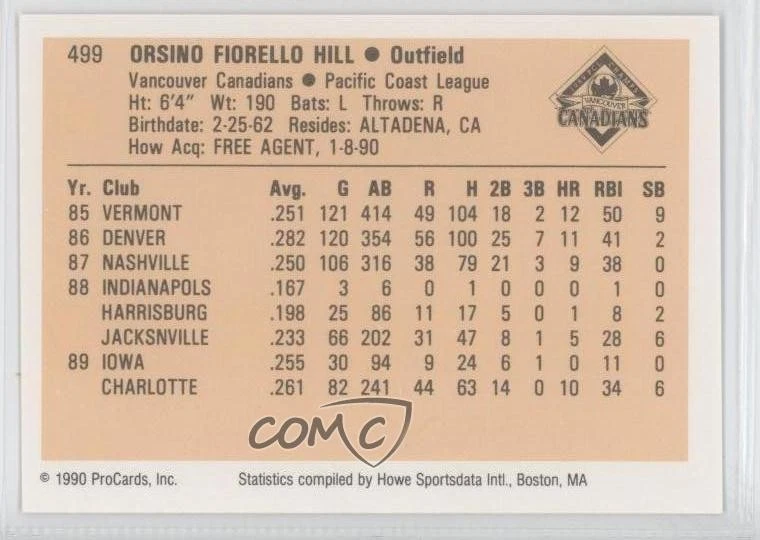 499 ORSINO FIORELLO HILL ● Outfield
Vancouver Canadians ● Pacific Coast League
Ht: 6'4" Wt: 190 Bats: L Throws: R
Birthdate: 2-25-62 Resides: ALTADENA, CA
How Acq: FREE AGENT, 1-8-90
VANCOUVER
CANADIANS
Yr. Club Avg. G AB R H 2B 3B HR RBI SB
85 VERMONT .251 121 414 49 104 18 2 12 50 9
86 DENVER .282 120 354 56 100 25 7 11 41 2
87 NASHVILLE .250 106 316 38 79 21 3 9 38 0
88 INDIANAPOLS .167 3 6 0 1 0 0 0 1 0
HARRISBURG .198 25 86 11 17 5 0 1 8 2
JACKSNVILLE .233 66 202 31 47 8 1 5 28 6
89 IOWA .255 30 94 9 24 6 1 0 11 0
CHARLOTTE .261 82 241 44 63 14 0 10 34 6
COMC
© 1990 ProCards, Inc. Statistics compiled by Howe Sportsdata Intl., Boston, MA